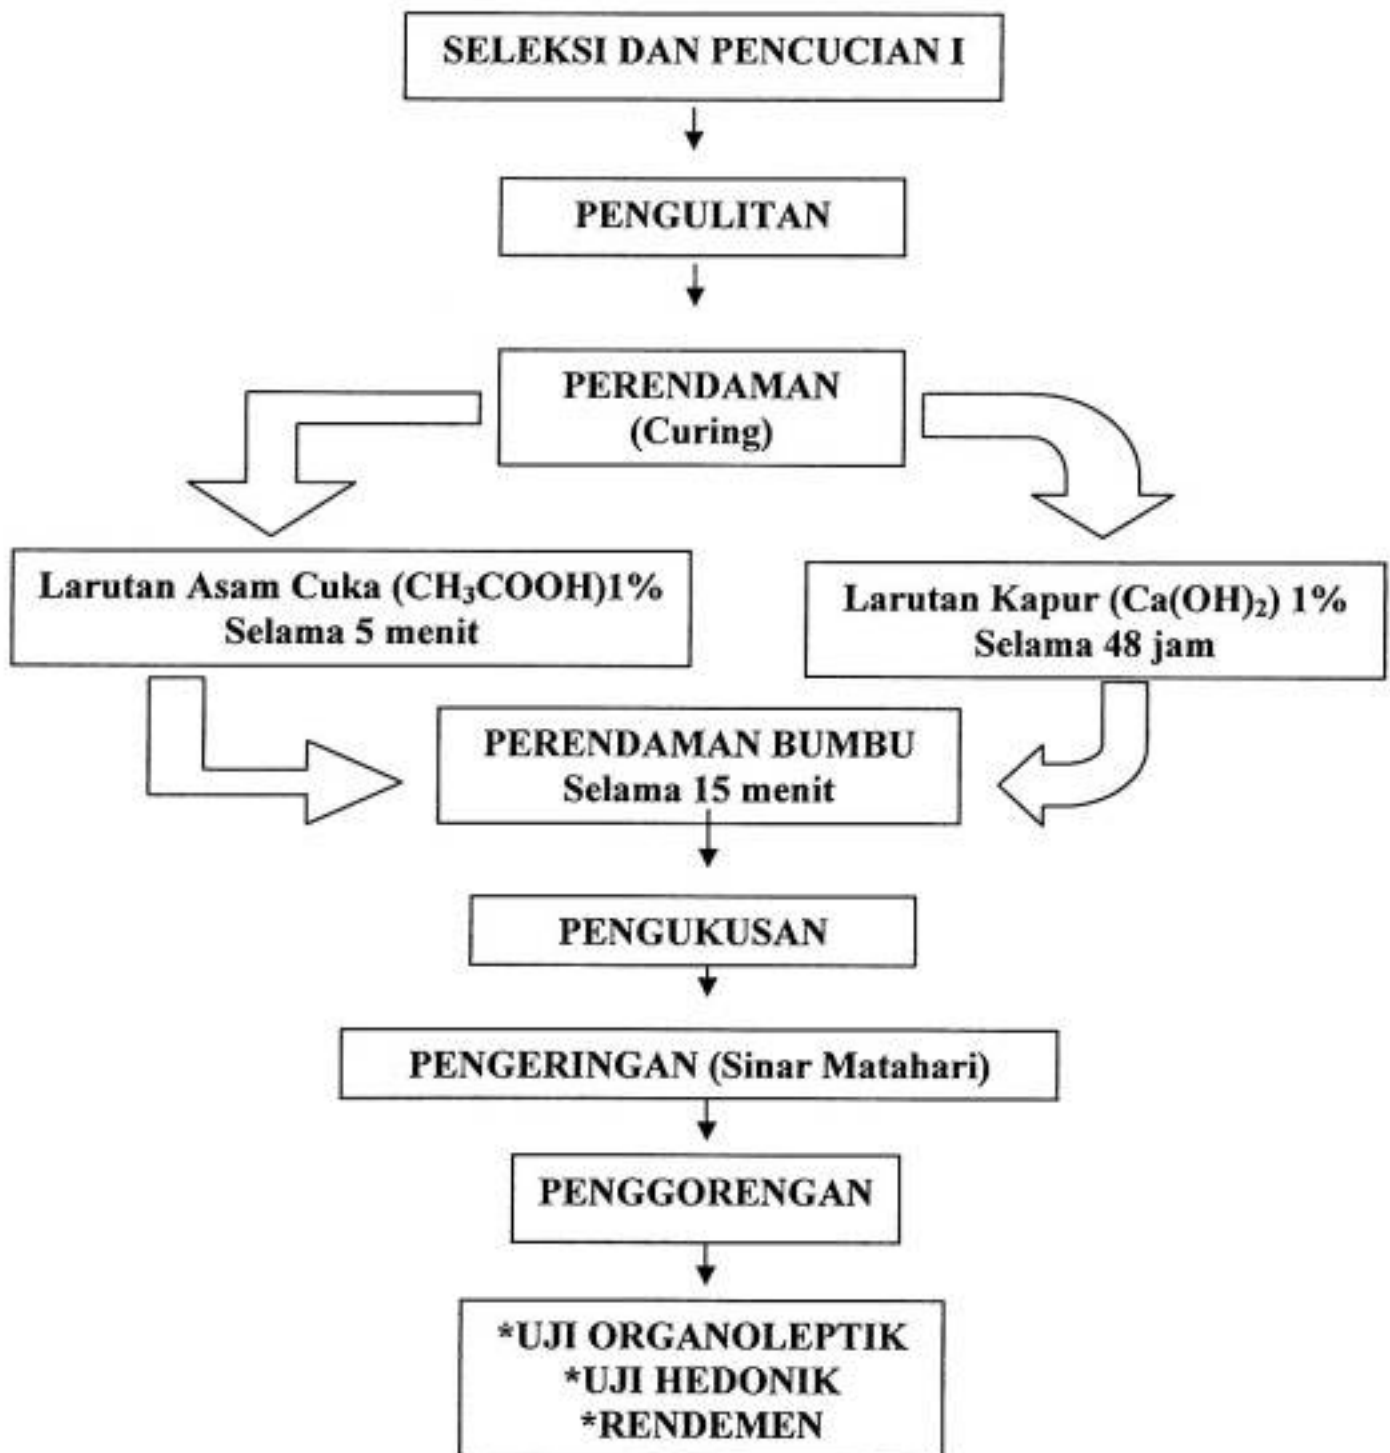 SELEKSI DAN PENCUCIAN I
PENGULITAN
PERENDAMAN
(Curing)
Larutan Asam Cuka (CH₃COOH)1%
Selama 5 menit
Larutan Kapur (Ca(OH)₂) 1%
Selama 48 jam
PERENDAMAN BUMBU
Selama 15 menit
PENGUKUSAN
PENGERINGAN (Sinar Matahari)
PENGGORENGAN
*UJI ORGANOLEPTIK
*UJI HEDONIK
*RENDEMEN